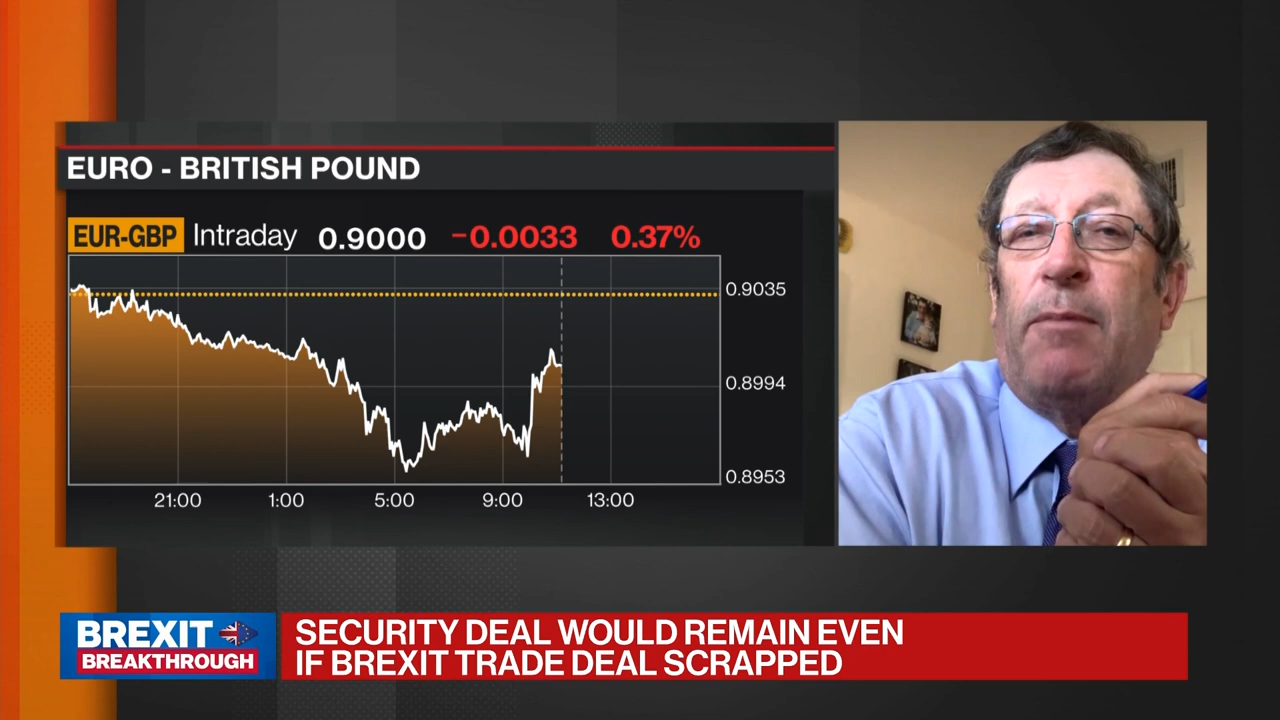 EURO - BRITISH POUND
EUR-GBP Intraday 0.9000 -0.0033 0.37%
0.9035
0.8994
0.8953
21:00 1:00 5:00 9:00 13:00
BREXIT
BREAKTHROUGH
SECURITY DEAL WOULD REMAIN EVEN
IF BREXIT TRADE DEAL SCRAPPED